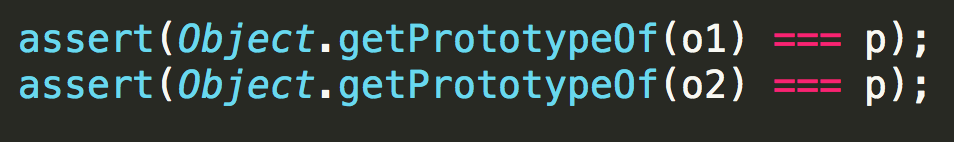 assert(Object.getPrototypeOf(o1) === p);
assert(Object.getPrototypeOf(o2) === p);